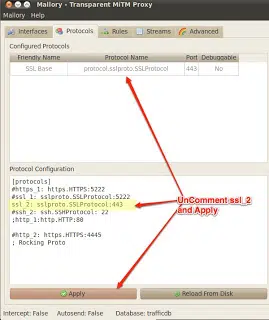 Mallory - Transparent MiTM Proxy
Mallory Help
Interfaces Protocols Rules Streams Advanced
Configured Protocols
Friendly Name Protocol Name Port Debuggable
SSL Base protocol.sslproto.SSLProtocol 443 No
Protocol Configuration
[protocols]
#https_1: https.HTTPS:5222
#ssl_1: sslproto.SSLProtocol:5222
ssl_2: sslproto.SSLProtocol:443
#ssh_2: ssh.SSHProtocol: 22
;http_1:http.HTTP:80
#http_2: https.HTTPS:4445
; Rocking Proto
UnComment ssl_2
and Apply
Apply Reload From Disk
Intercept: False Autosend: False Database: trafficdb